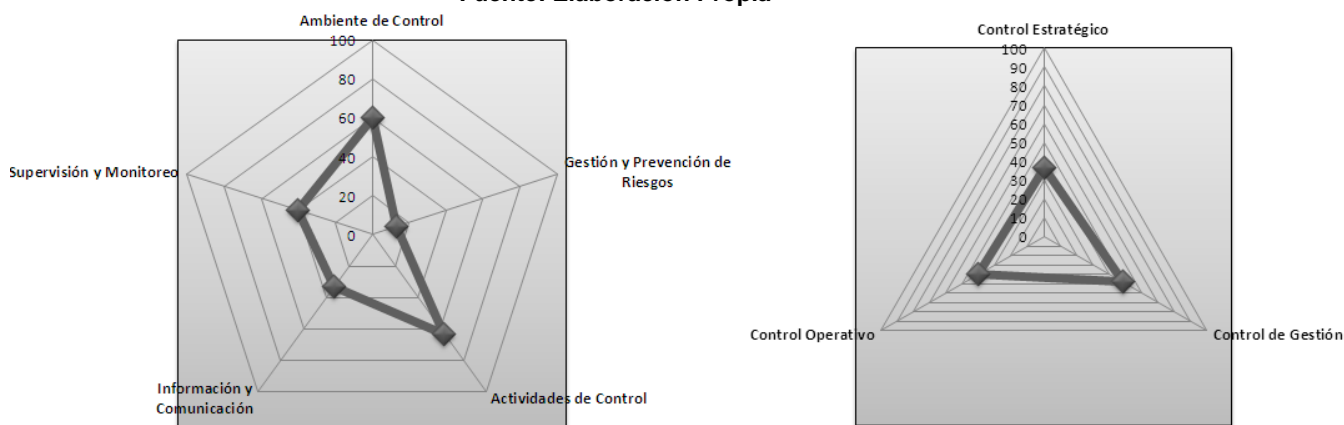 Ambiente de Control
100
80
60
40
20
0
Gestión y Prevención de
Riesgos
Actividades de Control
Información y
Comunicación
Supervisión y Monitoreo
Control Estratégico
100
90
80
70
60
50
40
30
20
10
0
Control de Gestión
Control Operativo